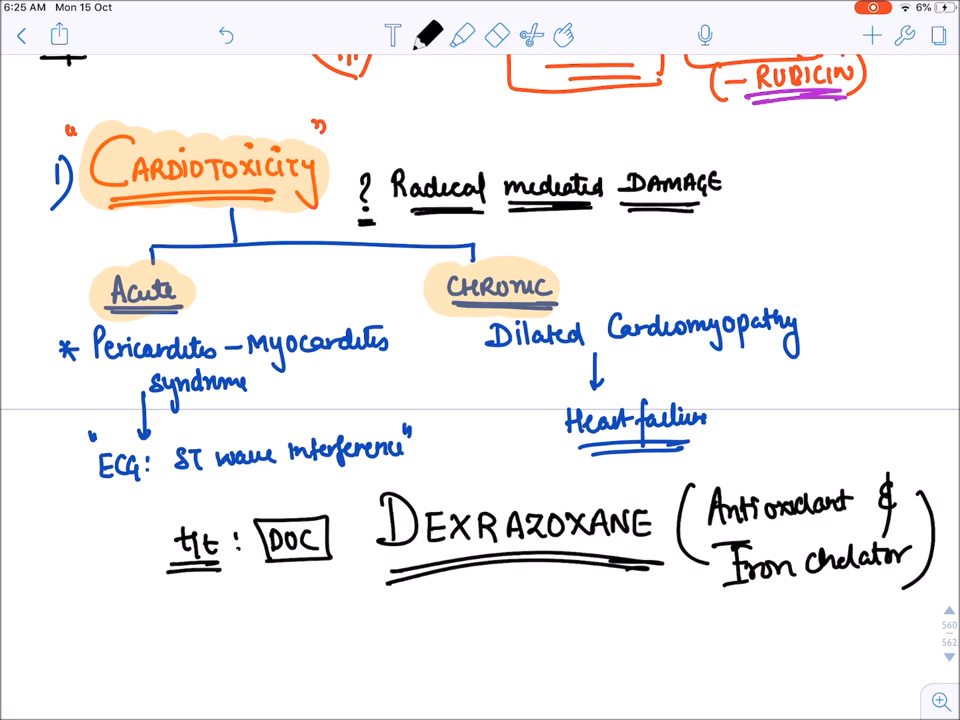 6:25 AM Mon 15 Oct
6%
T
(- RUBICIN)
1) "CARDIOTOXICITY"
? Radical mediated DAMAGE
Acute
CHRONIC
* Pericarditis - Myocarditis
syndrome
Dilated Cardiomyopathy
Heart failure
"ECG: ST wave interference"
ttt : DOC DEXRAZOXANE (Antioxidant &
Iron chelator)
560
562